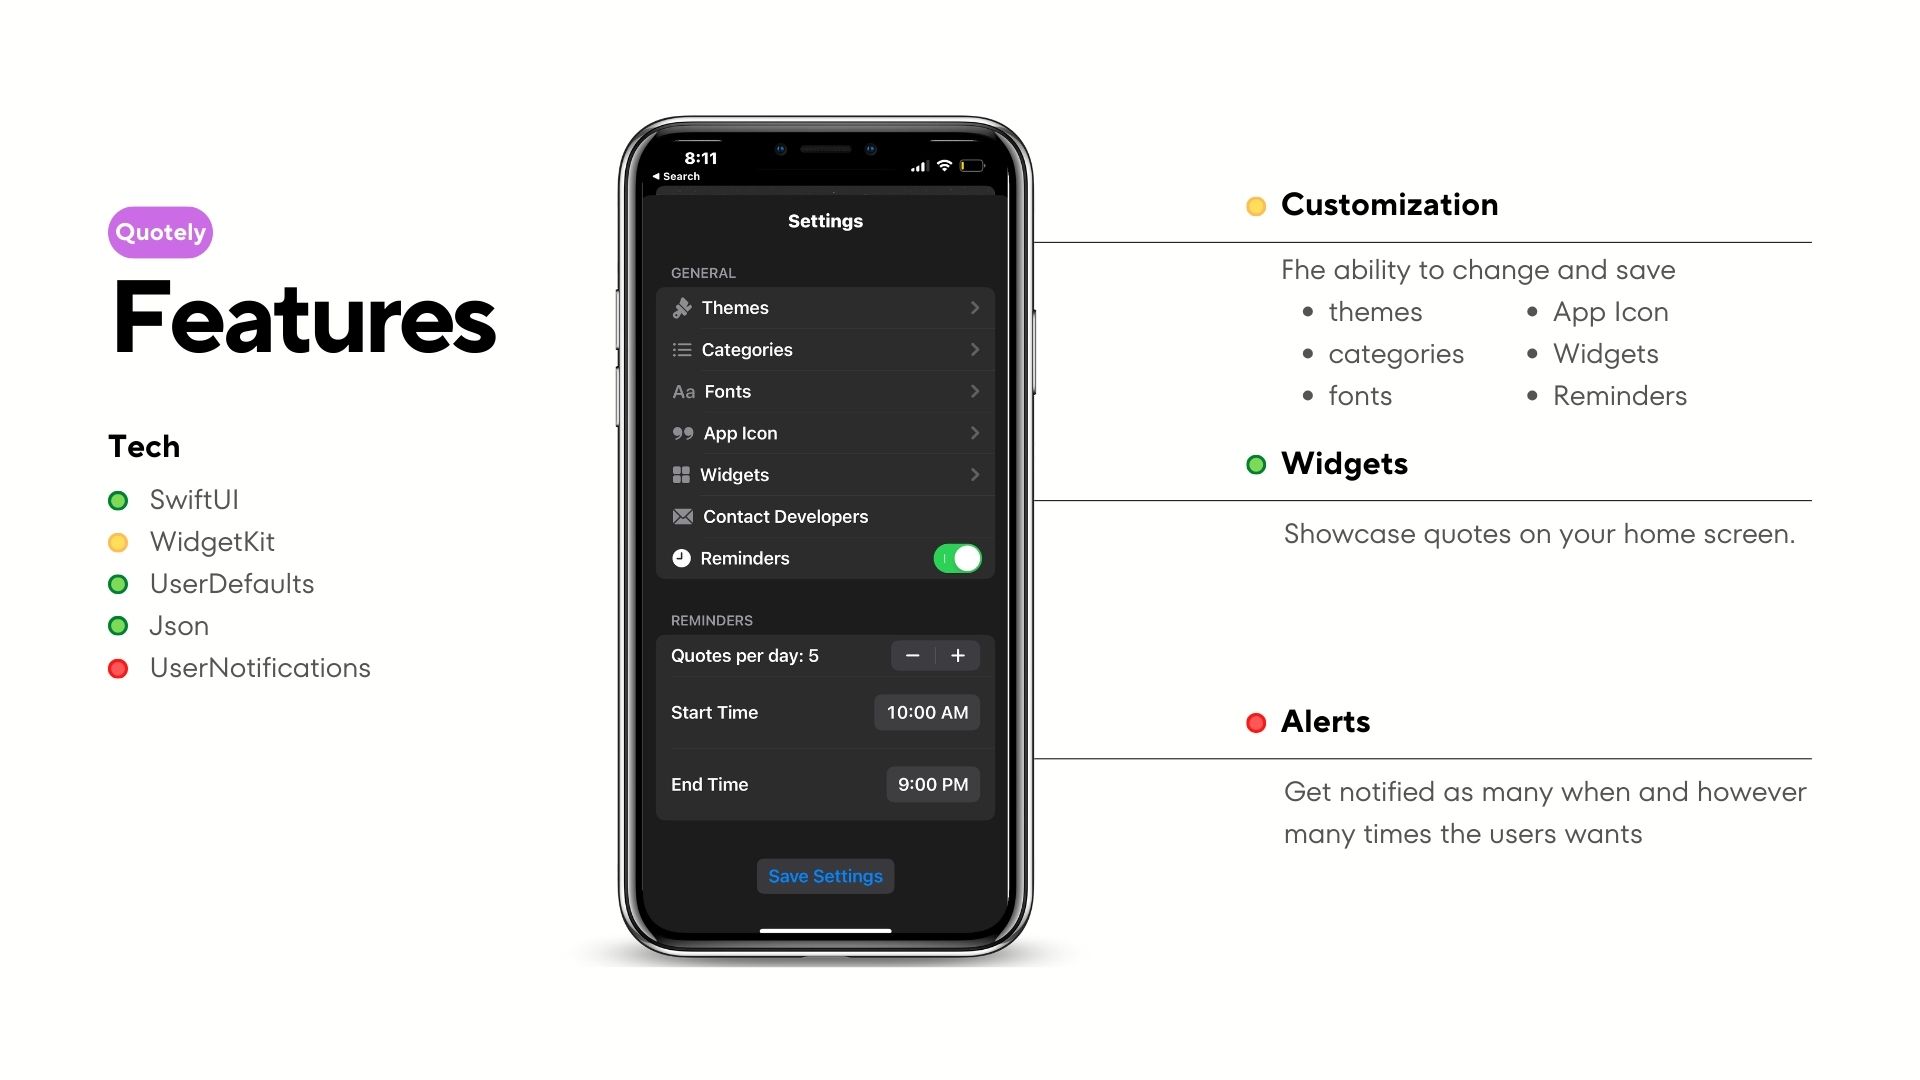 Quotely
Features
Tech
SwiftUI
WidgetKit
UserDefaults
Json
UserNotifications
8:11
Search
Settings
GENERAL
Themes
Categories
Aa Fonts
App Icon
Widgets
Contact Developers
Reminders
REMINDERS
Quotes per day: 5
Start Time 10:00 AM
End Time 9:00 PM
Save Settings
Customization
Fhe ability to change and save
themes
categories
fonts
App Icon
Widgets
Reminders
Widgets
Showcase quotes on your home screen.
Alerts
Get notified as many when and however
many times the users wants